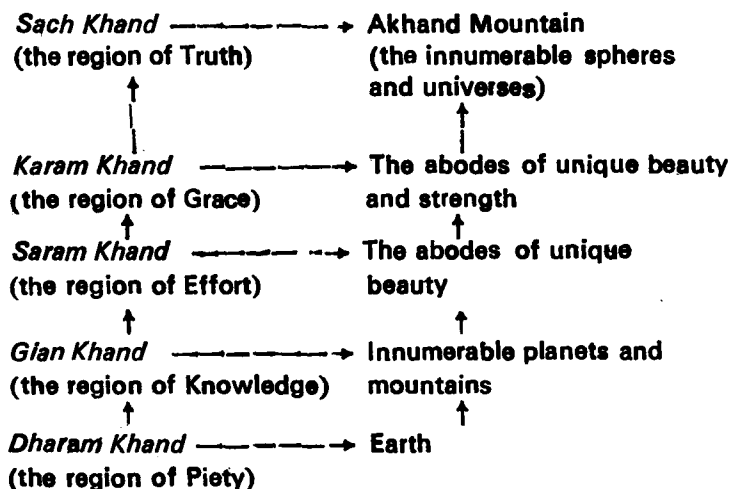 Sach Khand Akhand Mountain
(the region of Truth) (the innumerable spheres
and universes)
Karam Khand The abodes of unique beauty
(the region of Grace) and strength
Saram Khand The abodes of unique
(the region of Effort) beauty
Gian Khand Innumerable planets and
(the region of Knowledge) mountains
Dharam Khand Earth
(the region of Piety)